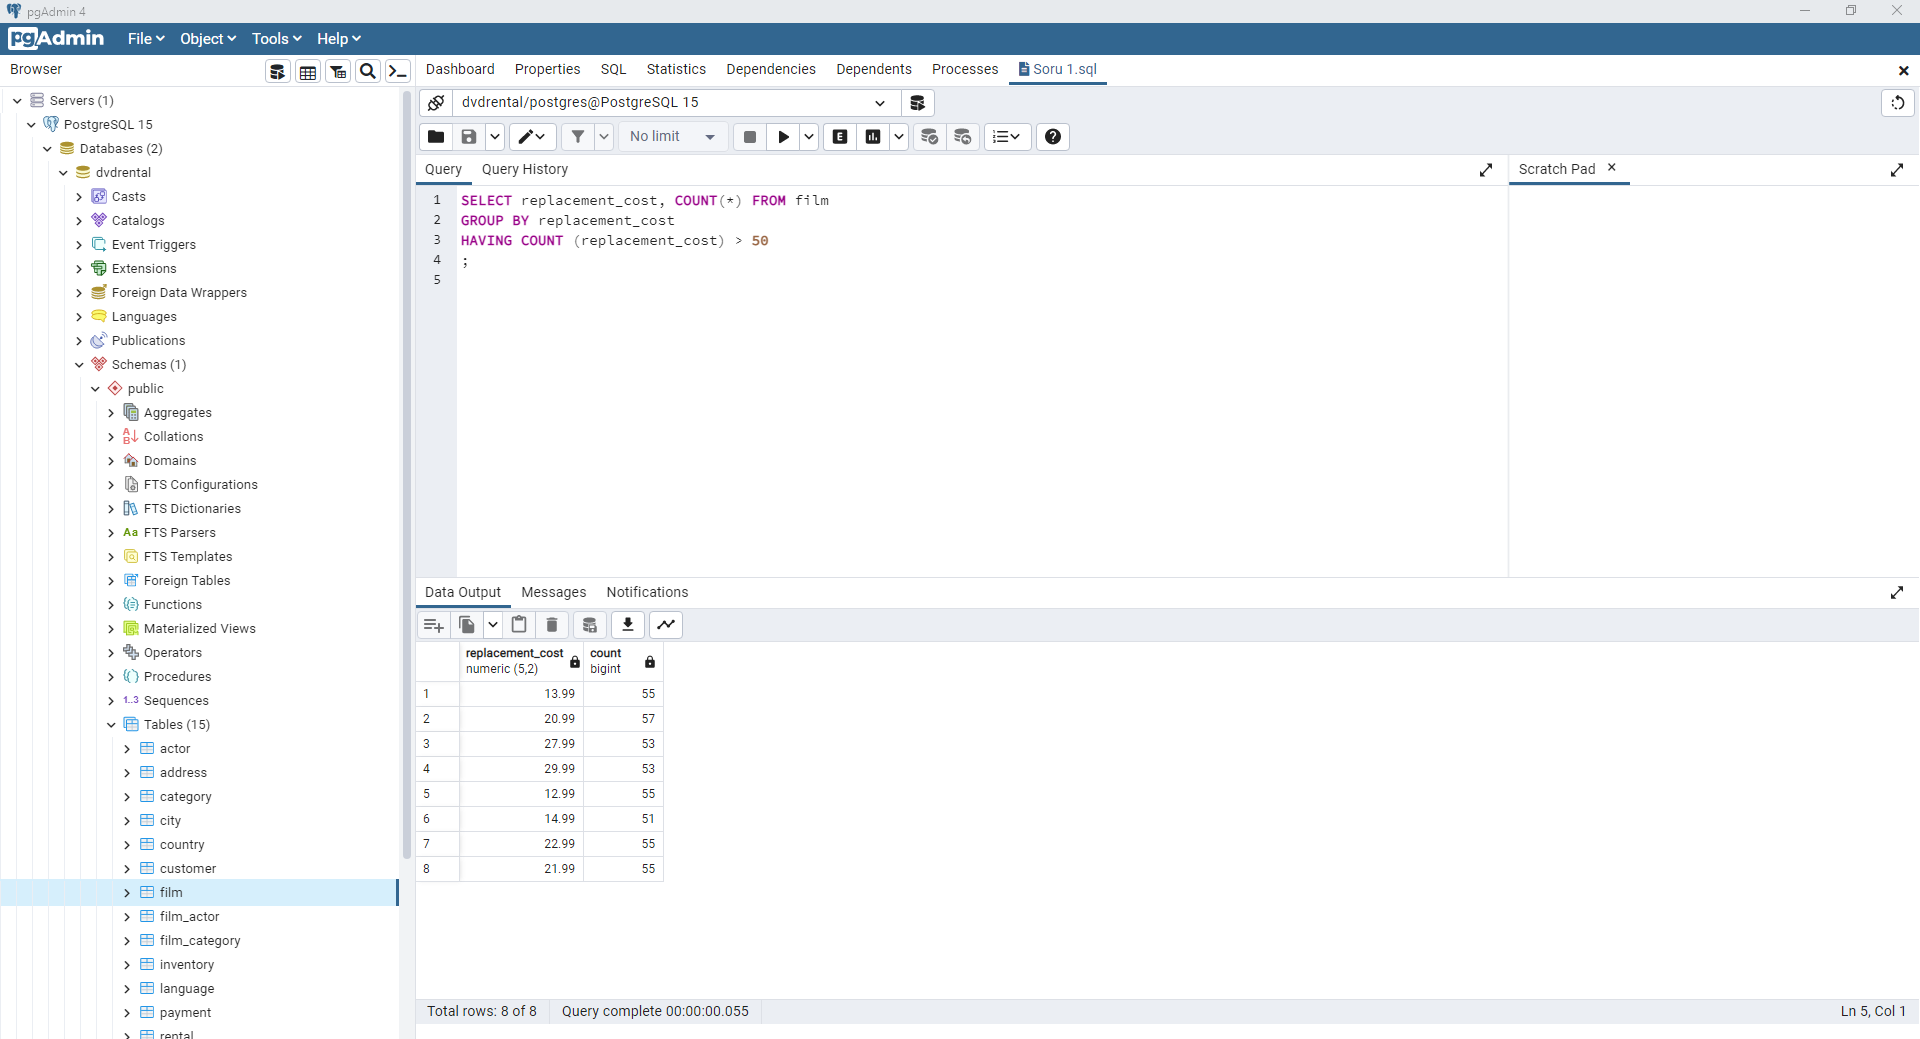 pgAdmin 4
pgAdmin File Object Tools Help
Browser
Dashboard Properties SQL Statistics Dependencies Dependents Processes Soru 1.sql
dvdrental/postgres@PostgreSQL 15
No limit
Query Query History
Scratch Pad
1 SELECT replacement_cost, COUNT(*) FROM film
2 GROUP BY replacement_cost
3 HAVING COUNT (replacement_cost) > 50
4 ;
5
Servers (1)
PostgreSQL 15
Databases (2)
dvdrental
Casts
Catalogs
Event Triggers
Extensions
Foreign Data Wrappers
Languages
Publications
Schemas (1)
public
Aggregates
Collations
Domains
FTS Configurations
FTS Dictionaries
Aa FTS Parsers
FTS Templates
Foreign Tables
Functions
Materialized Views
Operators
Procedures
1..3 Sequences
Tables (15)
actor
address
category
city
country
customer
film
film_actor
film_category
inventory
language
payment
rental
Data Output Messages Notifications
replacement_cost count
numeric (5,2) bigint
1 13.99 55
2 20.99 57
3 27.99 53
4 29.99 53
5 12.99 55
6 14.99 51
7 22.99 55
8 21.99 55
Total rows: 8 of 8 Query complete 00:00:00.055 Ln 5, Col 1